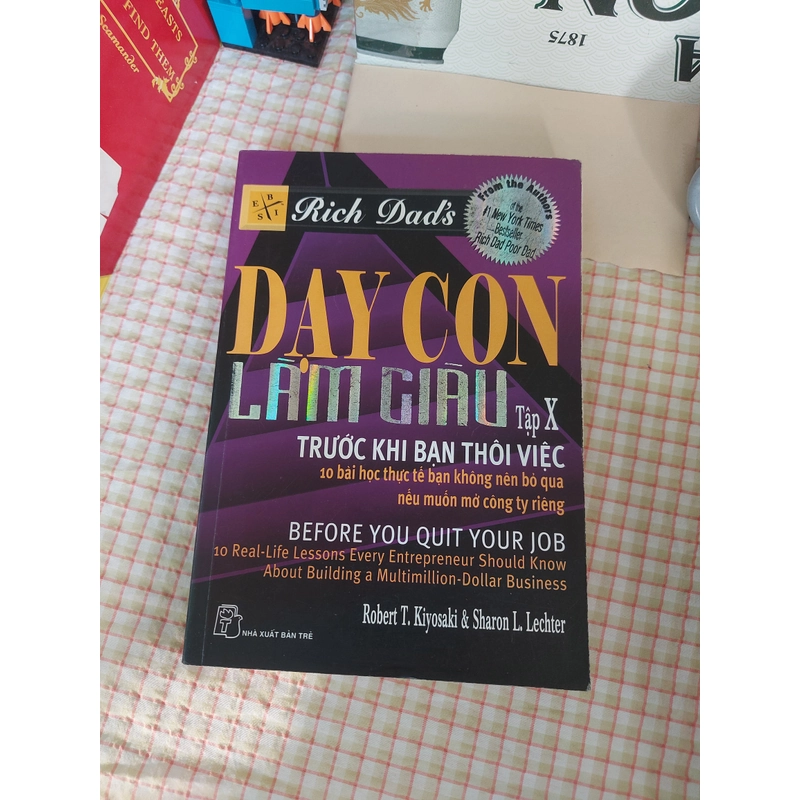 EASTS
FIND THEM
Scamander
1875
E B
S I
Rich Dad's
From the Authors
of the
#1 New York Times
Bestseller
Rich Dad Poor Dad
DẠY CON
LÀM GIÀU
Tập X
TRƯỚC KHI BẠN THÔI VIỆC
10 bài học thực tế bạn không nên bỏ qua
nếu muốn mở công ty riêng
BEFORE YOU QUIT YOUR JOB
10 Real-Life Lessons Every Entrepreneur Should Know
About Building a Multimillion-Dollar Business
Robert T. Kiyosaki & Sharon L. Lechter
NHÀ XUẤT BẢN TRẺ